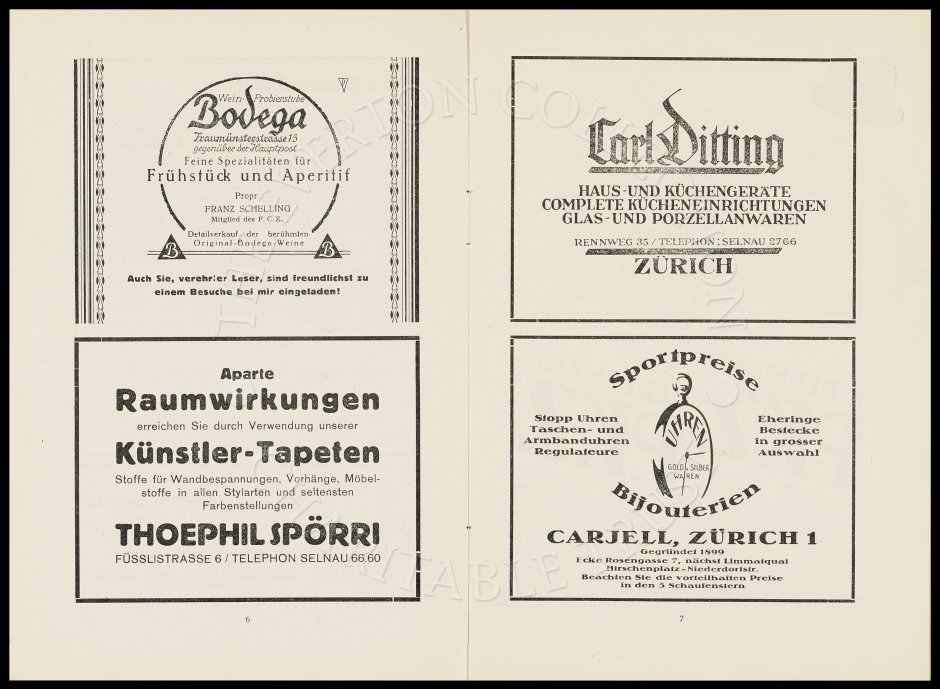 Wein-Probierstube
Bodega
Fraumünsterstrasse 15
gegenüber der Hauptpost
Feine Spezialitäten für
Frühstück und Aperitif
Propr
FRANZ SCHELLING
Mitglied des F. C. Z.
Detailverkauf der berühmten
Original-Bodega-Weine
B B
Auch Sie, verehrter Leser, sind freundlichst zu
einem Besuche bei mir eingeladen!
Aparte
Raumwirkungen
erreichen Sie durch Verwendung unserer
Künstler-Tapeten
Stoffe für Wandbespannungen, Vorhänge, Möbel-
stoffe in allen Stylarten und seltensten
Farbenstellungen
THOEPHIL SPÖRRI
FÜSSLISTRASSE 6 / TELEPHON SELNAU 66.60
6
Carl Ditting
HAUS- UND KÜCHENGERÄTE
COMPLETE KÜCHENEINRICHTUNGEN
GLAS- UND PORZELLANWAREN
RENNWEG 35 / TELEPHON: SELNAU 2766
ZÜRICH
Sportpreise
Stopp Uhren
Taschen- und
Armbanduhren
Regulateure
UHREN
GOLD u. SILBER
WAREN
Eheringe
Bestecke
in grosser
Auswahl
Bijouterien
CARJELL, ZÜRICH 1
Gegründet 1899
Ecke Rosengasse 7, nächst Limmatquai
Hirschenplatz-Niederdorfstr.
Beachten Sie die vorteilhaften Preise
in den 5 Schaufenstern
7